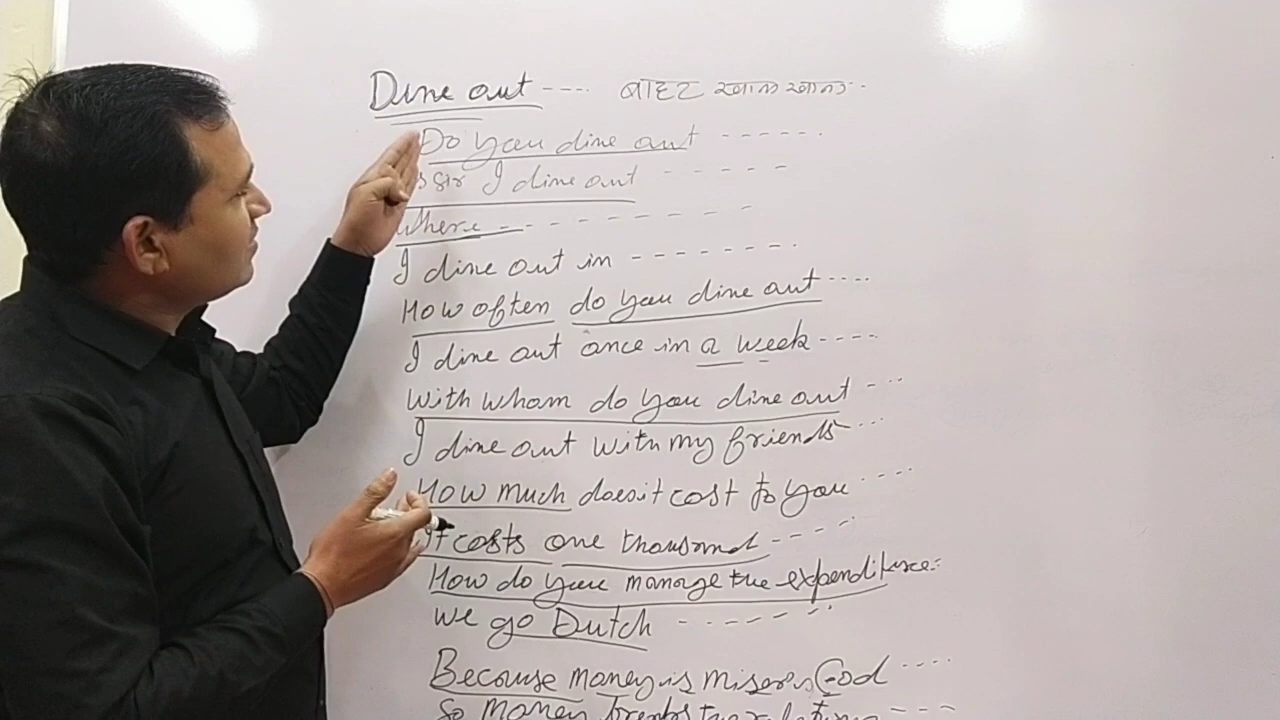 Dine out ---- बाहर खाना खाना --
Do you dine out ------
s sir I dine out -----
Where - - - - - - - -
I dine out in -------
How often do you dine out ----
I dine out once in a week ----
With whom do you dine out ---
I dine out with my friends ---
How much does it cost to you ----
It costs one thousand ----
How do you manage the expenditure --
We go Dutch ------
Because money is miser's God ----
So money breaks the relation ---